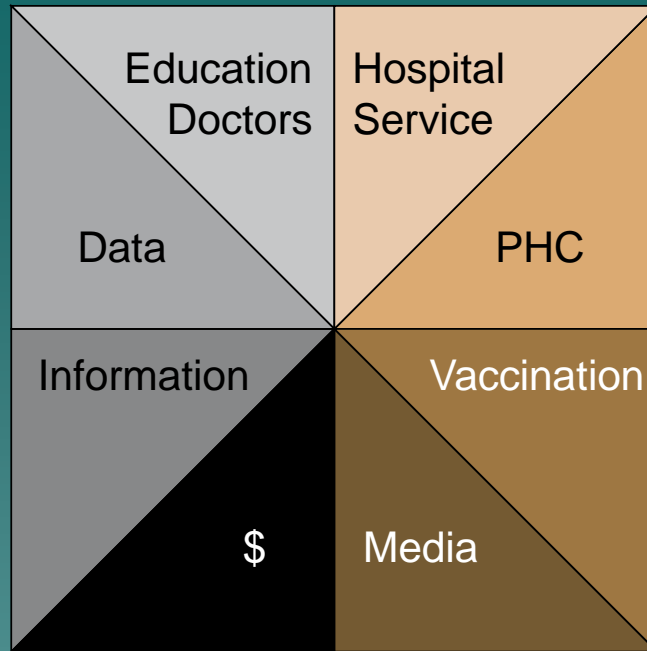 Education
Doctors
Hospital
Service
Data
PHC
Information
Vaccination
$
Media